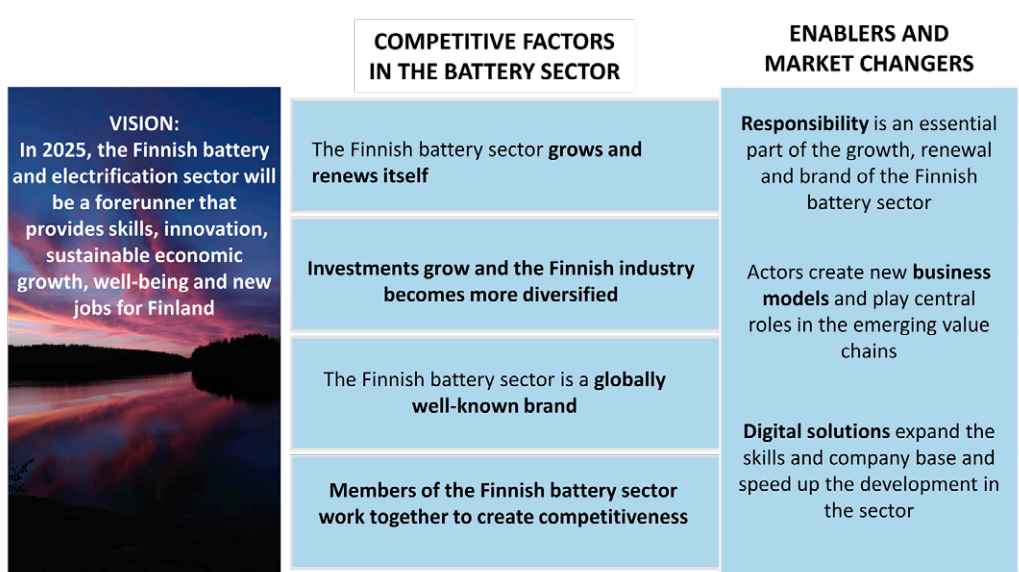 COMPETITIVE FACTORS
IN THE BATTERY SECTOR
ENABLERS AND
MARKET CHANGERS
VISION:
In 2025, the Finnish battery
and electrification sector will
be a forerunner that
provides skills, innovation,
sustainable economic
growth, well-being and new
jobs for Finland
The Finnish battery sector grows and
renews itself
Investments grow and the Finnish industry
becomes more diversified
The Finnish battery sector is a globally
well-known brand
Members of the Finnish battery sector
work together to create competitiveness
Responsibility is an essential
part of the growth, renewal
and brand of the Finnish
battery sector
Actors create new business
models and play central
roles in the emerging value
chains
Digital solutions expand the
skills and company base and
speed up the development in
the sector